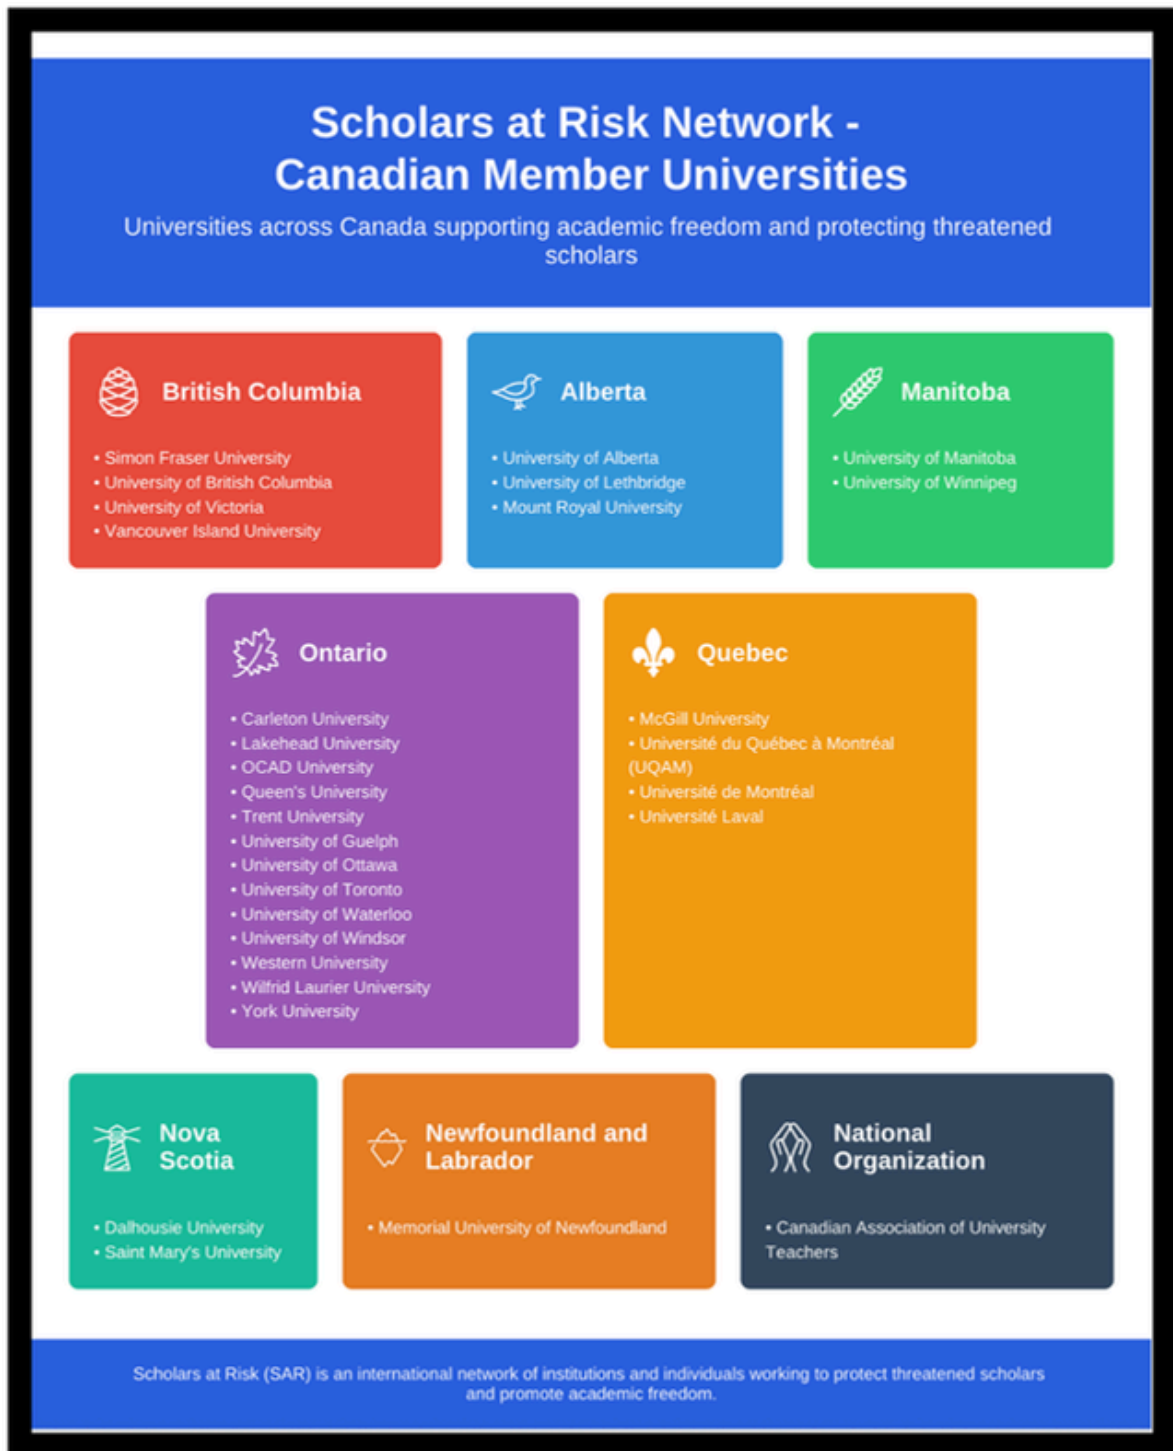 Scholars at Risk Network -
Canadian Member Universities
Universities across Canada supporting academic freedom and protecting threatened
scholars
British Columbia
• Simon Fraser University
• University of British Columbia
• University of Victoria
• Vancouver Island University
Alberta
• University of Alberta
• University of Lethbridge
• Mount Royal University
Manitoba
• University of Manitoba
• University of Winnipeg
Ontario
• Carleton University
• Lakehead University
• OCAD University
• Queen's University
• Trent University
• University of Guelph
• University of Ottawa
• University of Toronto
• University of Waterloo
• University of Windsor
• Western University
• Wilfrid Laurier University
• York University
Quebec
• McGill University
• Université du Québec à Montréal
(UQAM)
• Université de Montréal
• Université Laval
Nova
Scotia
• Dalhousie University
• Saint Mary's University
Newfoundland and
Labrador
• Memorial University of Newfoundland
National
Organization
• Canadian Association of University
Teachers
Scholars at Risk (SAR) is an international network of institutions and individuals working to protect threatened scholars
and promote academic freedom.